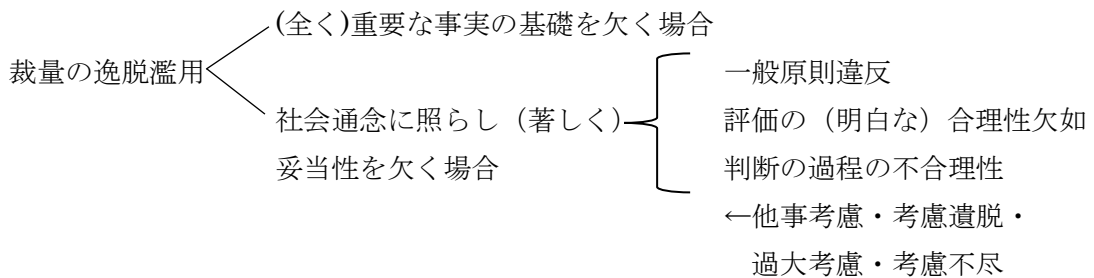 (全く)重要な事実の基礎を欠く場合
裁量の逸脱濫用
社会通念に照らし（著しく）
妥当性を欠く場合
一般原則違反
評価の（明白な）合理性欠如
判断の過程の不合理性
←他事考慮・考慮遺脱・
過大考慮・考慮不尽